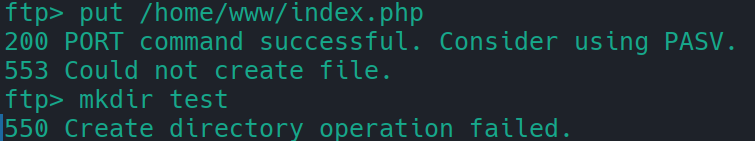 ftp> put /home/www/index.php
200 PORT command successful. Consider using PASV.
553 Could not create file.
ftp> mkdir test
550 Create directory operation failed.